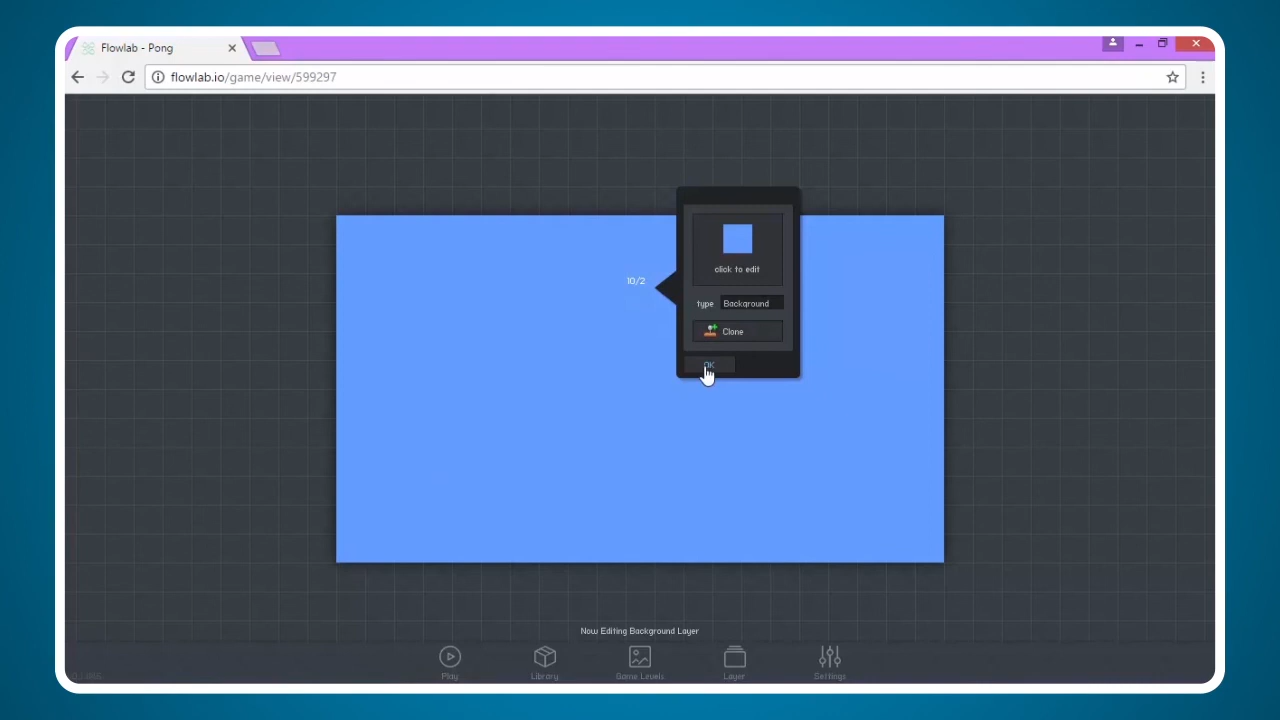 Flowlab - Pong
flowlab.io/game/view/599297
click to edit
10/2
type Background
Clone
OK
Now Editing Background Layer
Play Library Game Levels Layer Settings